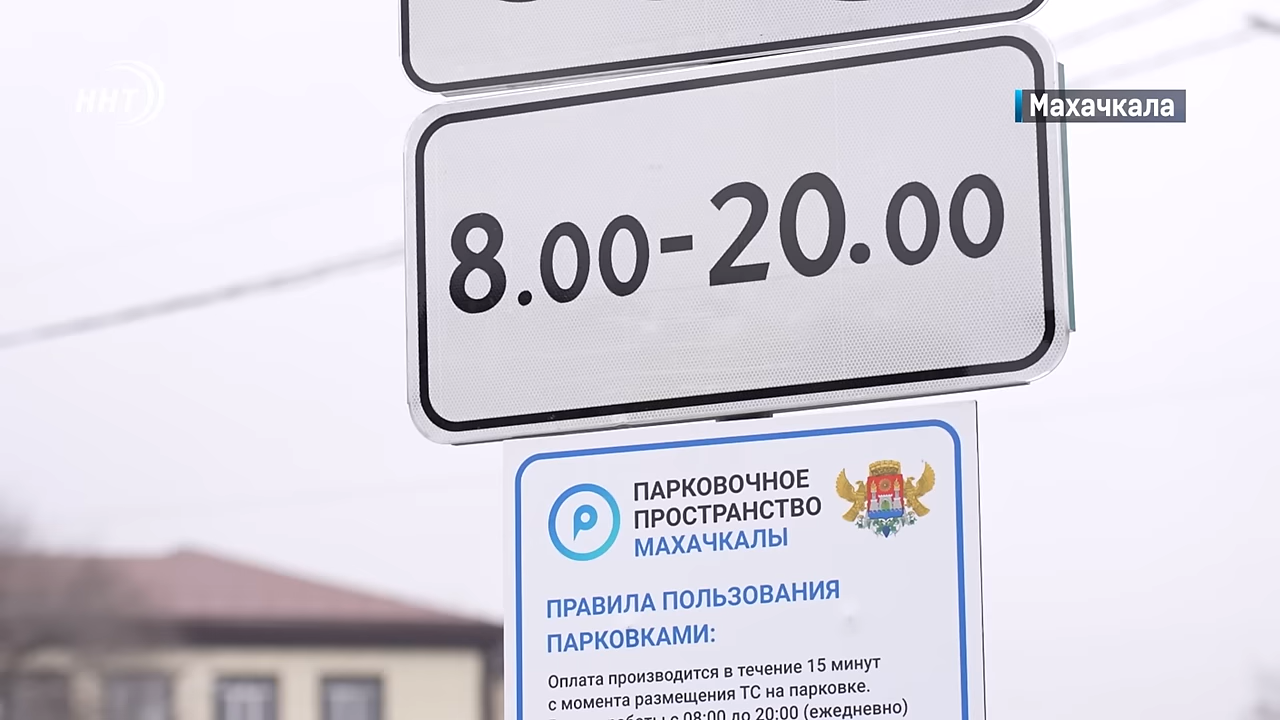 ННТ
Махачкала
8.00-20.00
ПАРКОВОЧНОЕ
ПРОСТРАНСТВО
МАХАЧКАЛЫ
ПРАВИЛА ПОЛЬЗОВАНИЯ
ПАРКОВКАМИ:
Оплата производится в течение 15 минут
с момента размещения ТС на парковке.
с 08:00 до 20:00 (ежедневно)